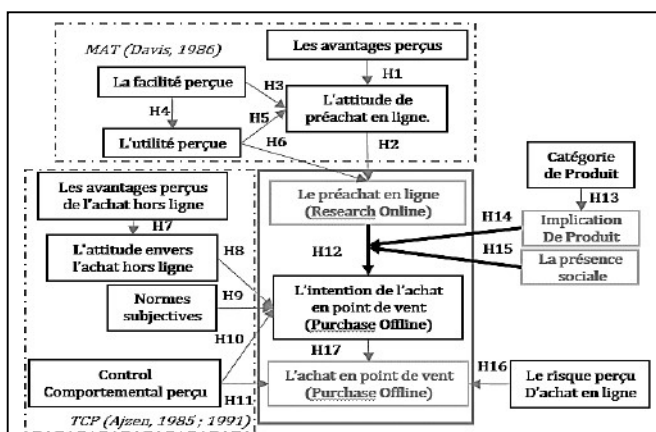 MAT (Davis, 1986)
Les avantages perçus
H1
La facilité perçue
H3
H4
L'attitude de
préachat en ligne.
H5
L'utilité perçue
H6
H2
Les avantages perçus
de l'achat hors ligne
H7
L'attitude envers
l'achat hors ligne
H8
Normes
subjectives
H9
H10
Control
Comportemental perçu
H11
TCP (Ajzen, 1985 ; 1991)
Le préachat en ligne
(Research Online)
H12
L'intention de l'achat
en point de vent
(Purchase Offline)
H17
L'achat en point de vent
(Purchase Offline)
Catégorie
de Produit
H13
H14
Implication
De Produit
H15
La présence
sociale
H16
Le risque perçu
D'achat en ligne